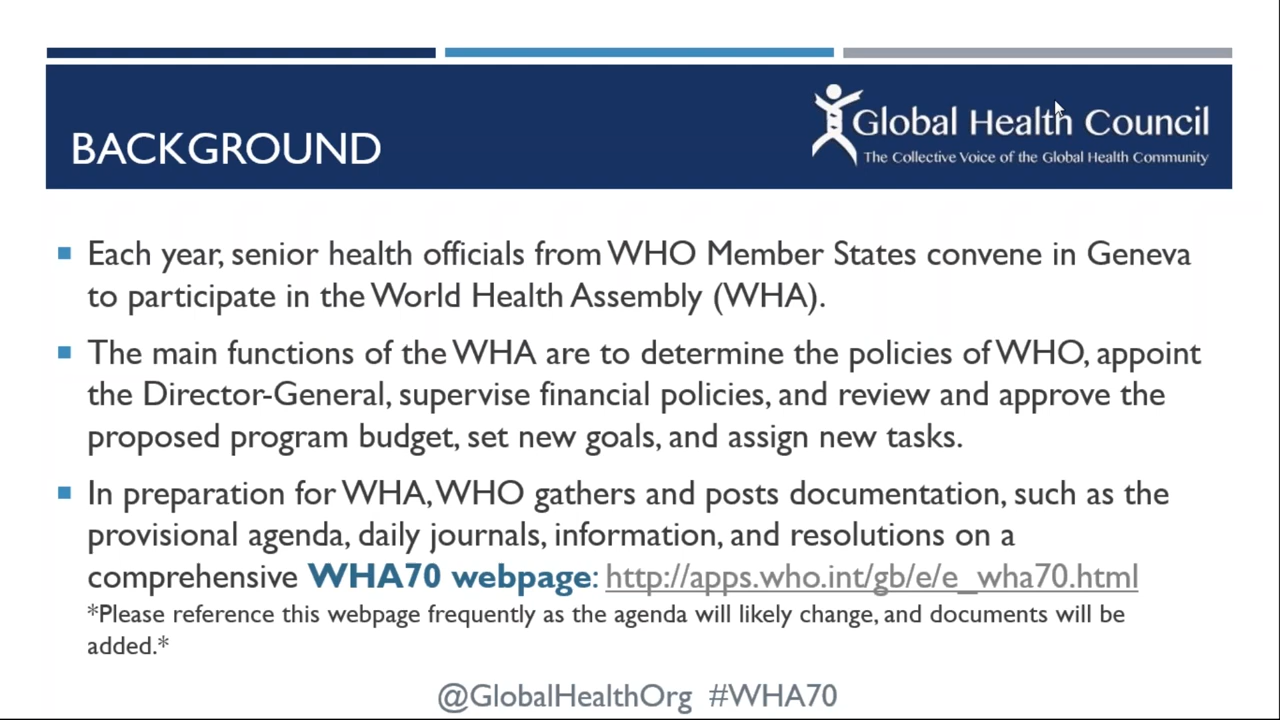 BACKGROUND
Global Health Council
The Collective Voice of the Global Health Community
Each year, senior health officials from WHO Member States convene in Geneva
to participate in the World Health Assembly (WHA).
The main functions of the WHA are to determine the policies of WHO, appoint
the Director-General, supervise financial policies, and review and approve the
proposed program budget, set new goals, and assign new tasks.
In preparation for WHA, WHO gathers and posts documentation, such as the
provisional agenda, daily journals, information, and resolutions on a
comprehensive WHA70 webpage: http://apps.who.int/gb/e/e_wha70.html
*Please reference this webpage frequently as the agenda will likely change, and documents will be
added.*
@GlobalHealthOrg #WHA70